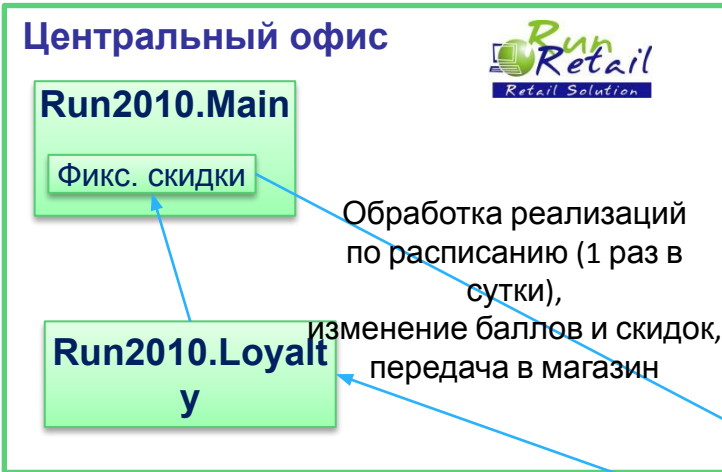 Центральный офис
Run
Retail
Retail Solution
Run2010.Main
Фикс. скидки
Обработка реализаций
по расписанию (1 раз в
сутки),
изменение баллов и скидок,
передача в магазин
Run2010.Loyalt
y